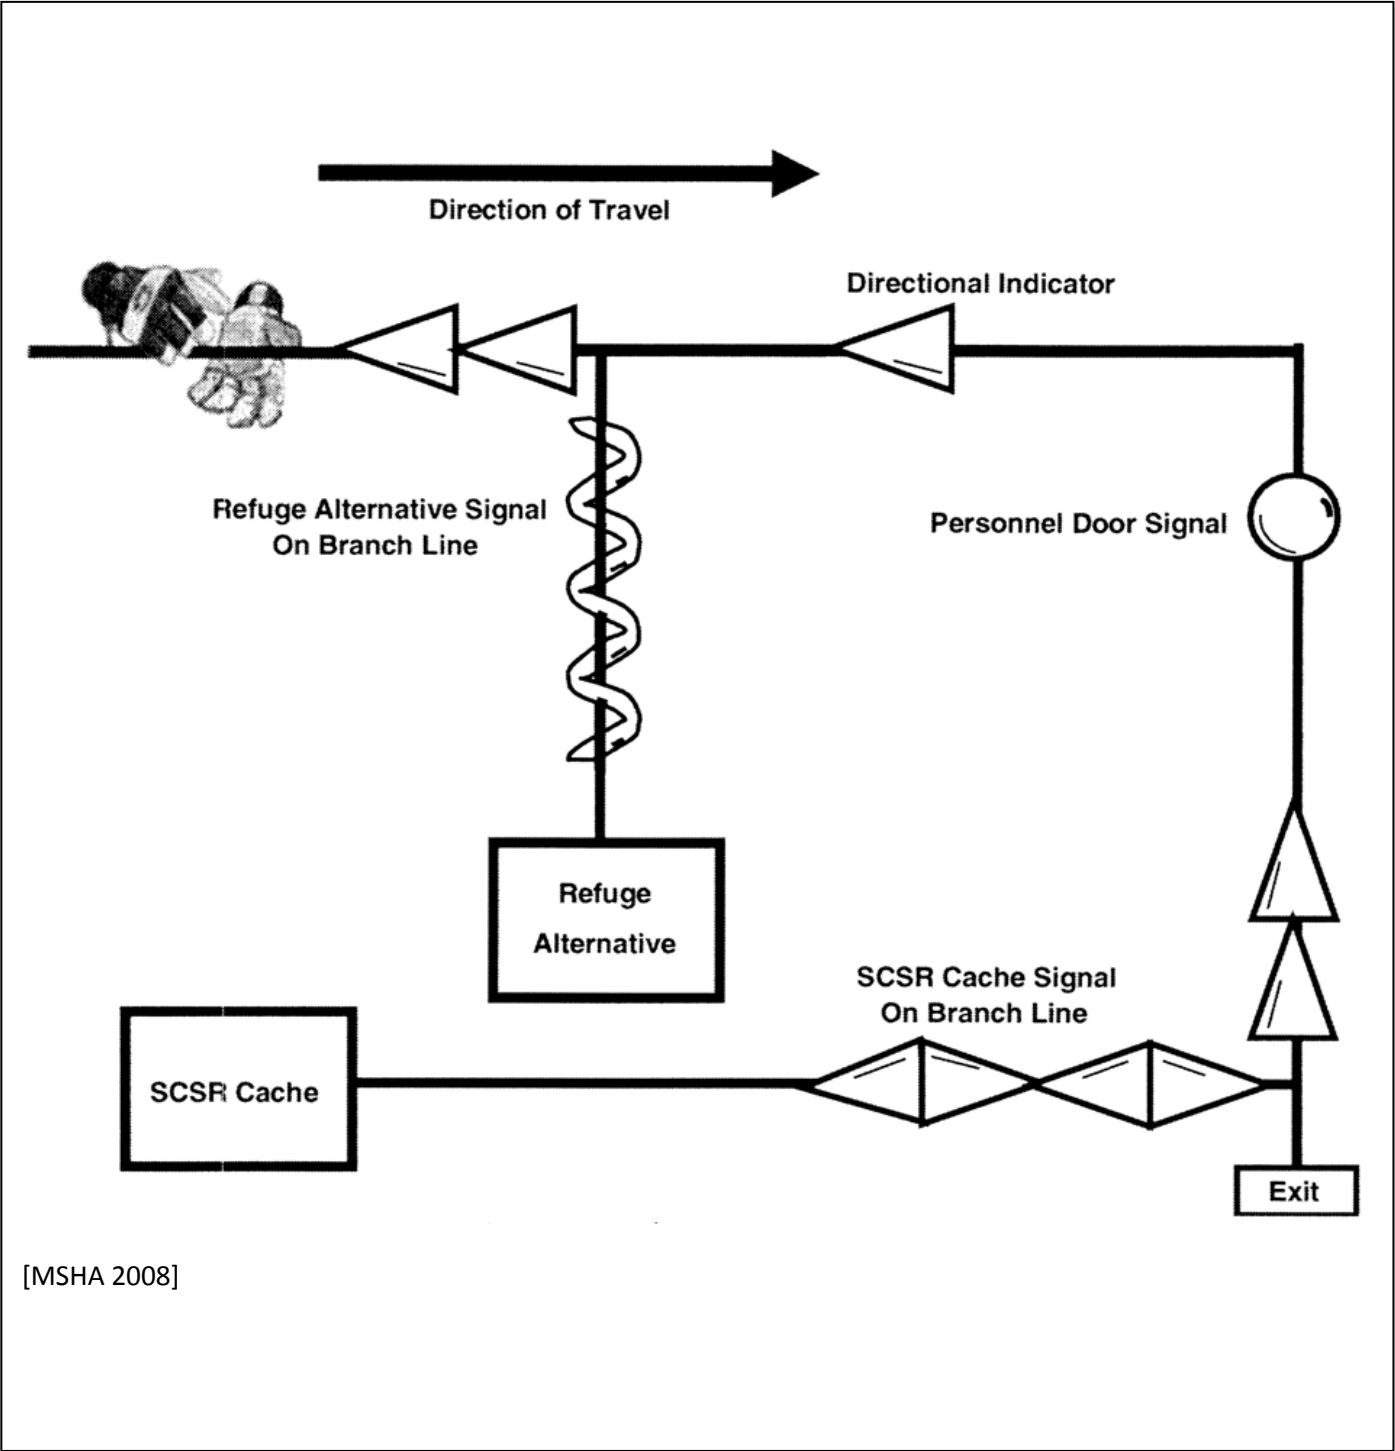 Direction of Travel
Directional Indicator
Refuge Alternative Signal
On Branch Line
Personnel Door Signal
Refuge
Alternative
SCSR Cache Signal
On Branch Line
SCSR Cache
Exit
[MSHA 2008]